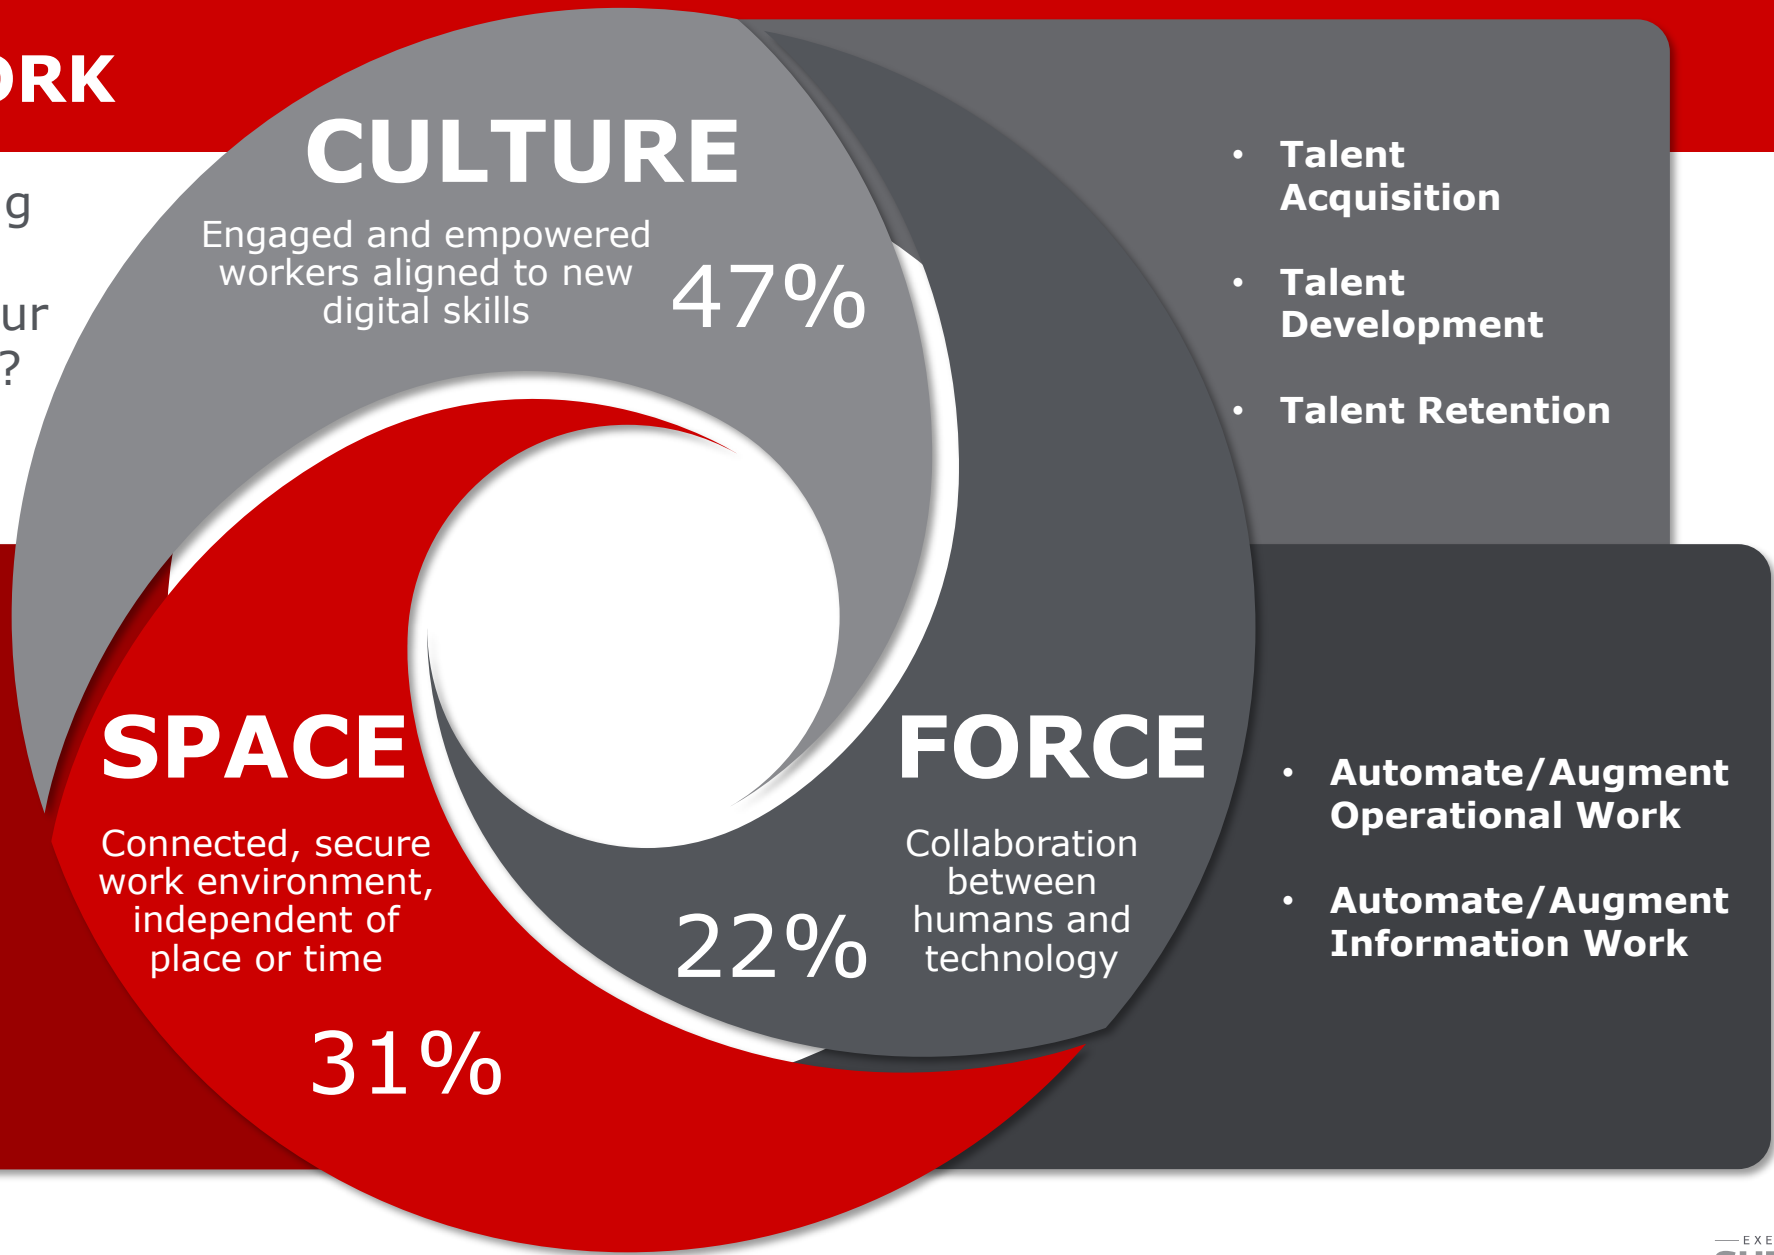 ORK
g
ur
?
CULTURE
Engaged and empowered
workers aligned to new
digital skills
47%
• Talent
Acquisition
• Talent
Development
• Talent Retention
SPACE
Connected, secure
work environment,
independent of
place or time
31%
FORCE
Collaboration
between
humans and
technology
22%
• Automate/Augment
Operational Work
• Automate/Augment
Information Work
EXE